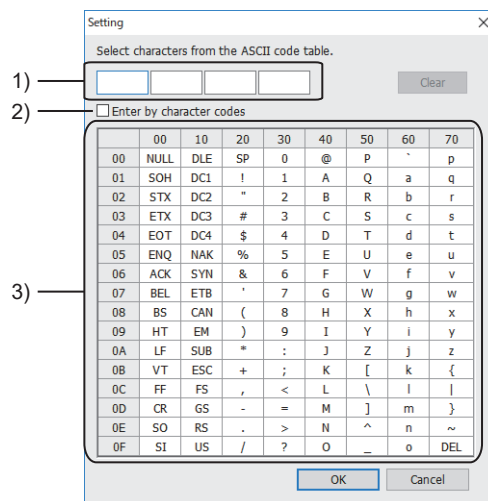 Setting ×
Select characters from the ASCII code table.
1)
Clear
2)
Enter by character codes
00 10 20 30 40 50 60 70
00 NULL DLE SP 0 @ P ` p
01 SOH DC1 ! 1 A Q a q
02 STX DC2 " 2 B R b r
03 ETX DC3 # 3 C S c s
04 EOT DC4 $ 4 D T d t
05 ENQ NAK % 5 E U e u
06 ACK SYN & 6 F V f v
3)
07 BEL ETB ' 7 G W g w
08 BS CAN ( 8 H X h x
09 HT EM ) 9 I Y i y
0A LF SUB * : J Z j z
0B VT ESC + ; K [ k {
0C FF FS , < L \ l |
0D CR GS - = M ] m }
0E SO RS . > N ^ n ~
0F SI US / ? O _ o DEL
OK Cancel